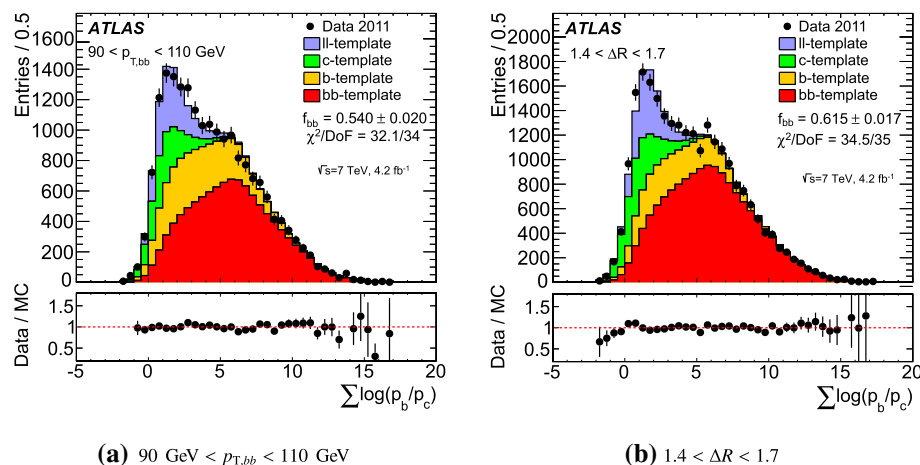 ATLAS
90 < p_T,bb < 110 GeV
Data 2011
ll-template
c-template
b-template
bb-template
f_bb = 0.540 ± 0.020
χ²/DoF = 32.1/34
√s=7 TeV, 4.2 fb⁻¹
Entries / 0.5
1600
1400
1200
1000
800
600
400
200
0
Data / MC
1.5
1
0.5
-5 0 5 10 15 20
∑log(p_b/p_c)
(a) 90 GeV < p_T,bb < 110 GeV
ATLAS
1.4 < ΔR < 1.7
Data 2011
ll-template
c-template
b-template
bb-template
f_bb = 0.615 ± 0.017
χ²/DoF = 34.5/35
√s=7 TeV, 4.2 fb⁻¹
Entries / 0.5
2000
1800
1600
1400
1200
1000
800
600
400
200
0
Data / MC
1.5
1
0.5
-5 0 5 10 15 20
∑log(p_b/p_c)
(b) 1.4 < ΔR < 1.7